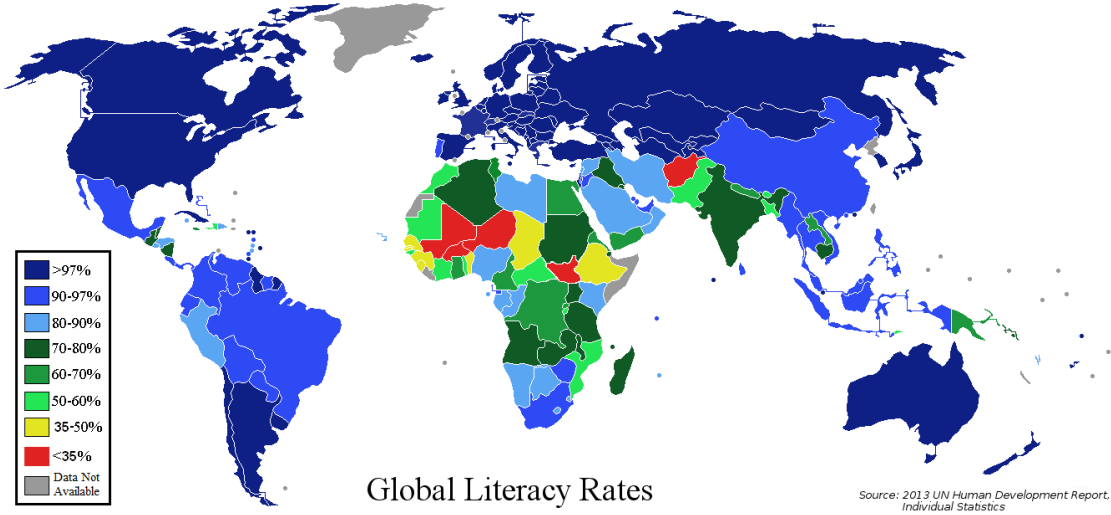 >97%
90-97%
80-90%
70-80%
60-70%
50-60%
35-50%
<35%
Data Not
Available
Global Literacy Rates
Source: 2013 UN Human Development Report,
Individual Statistics